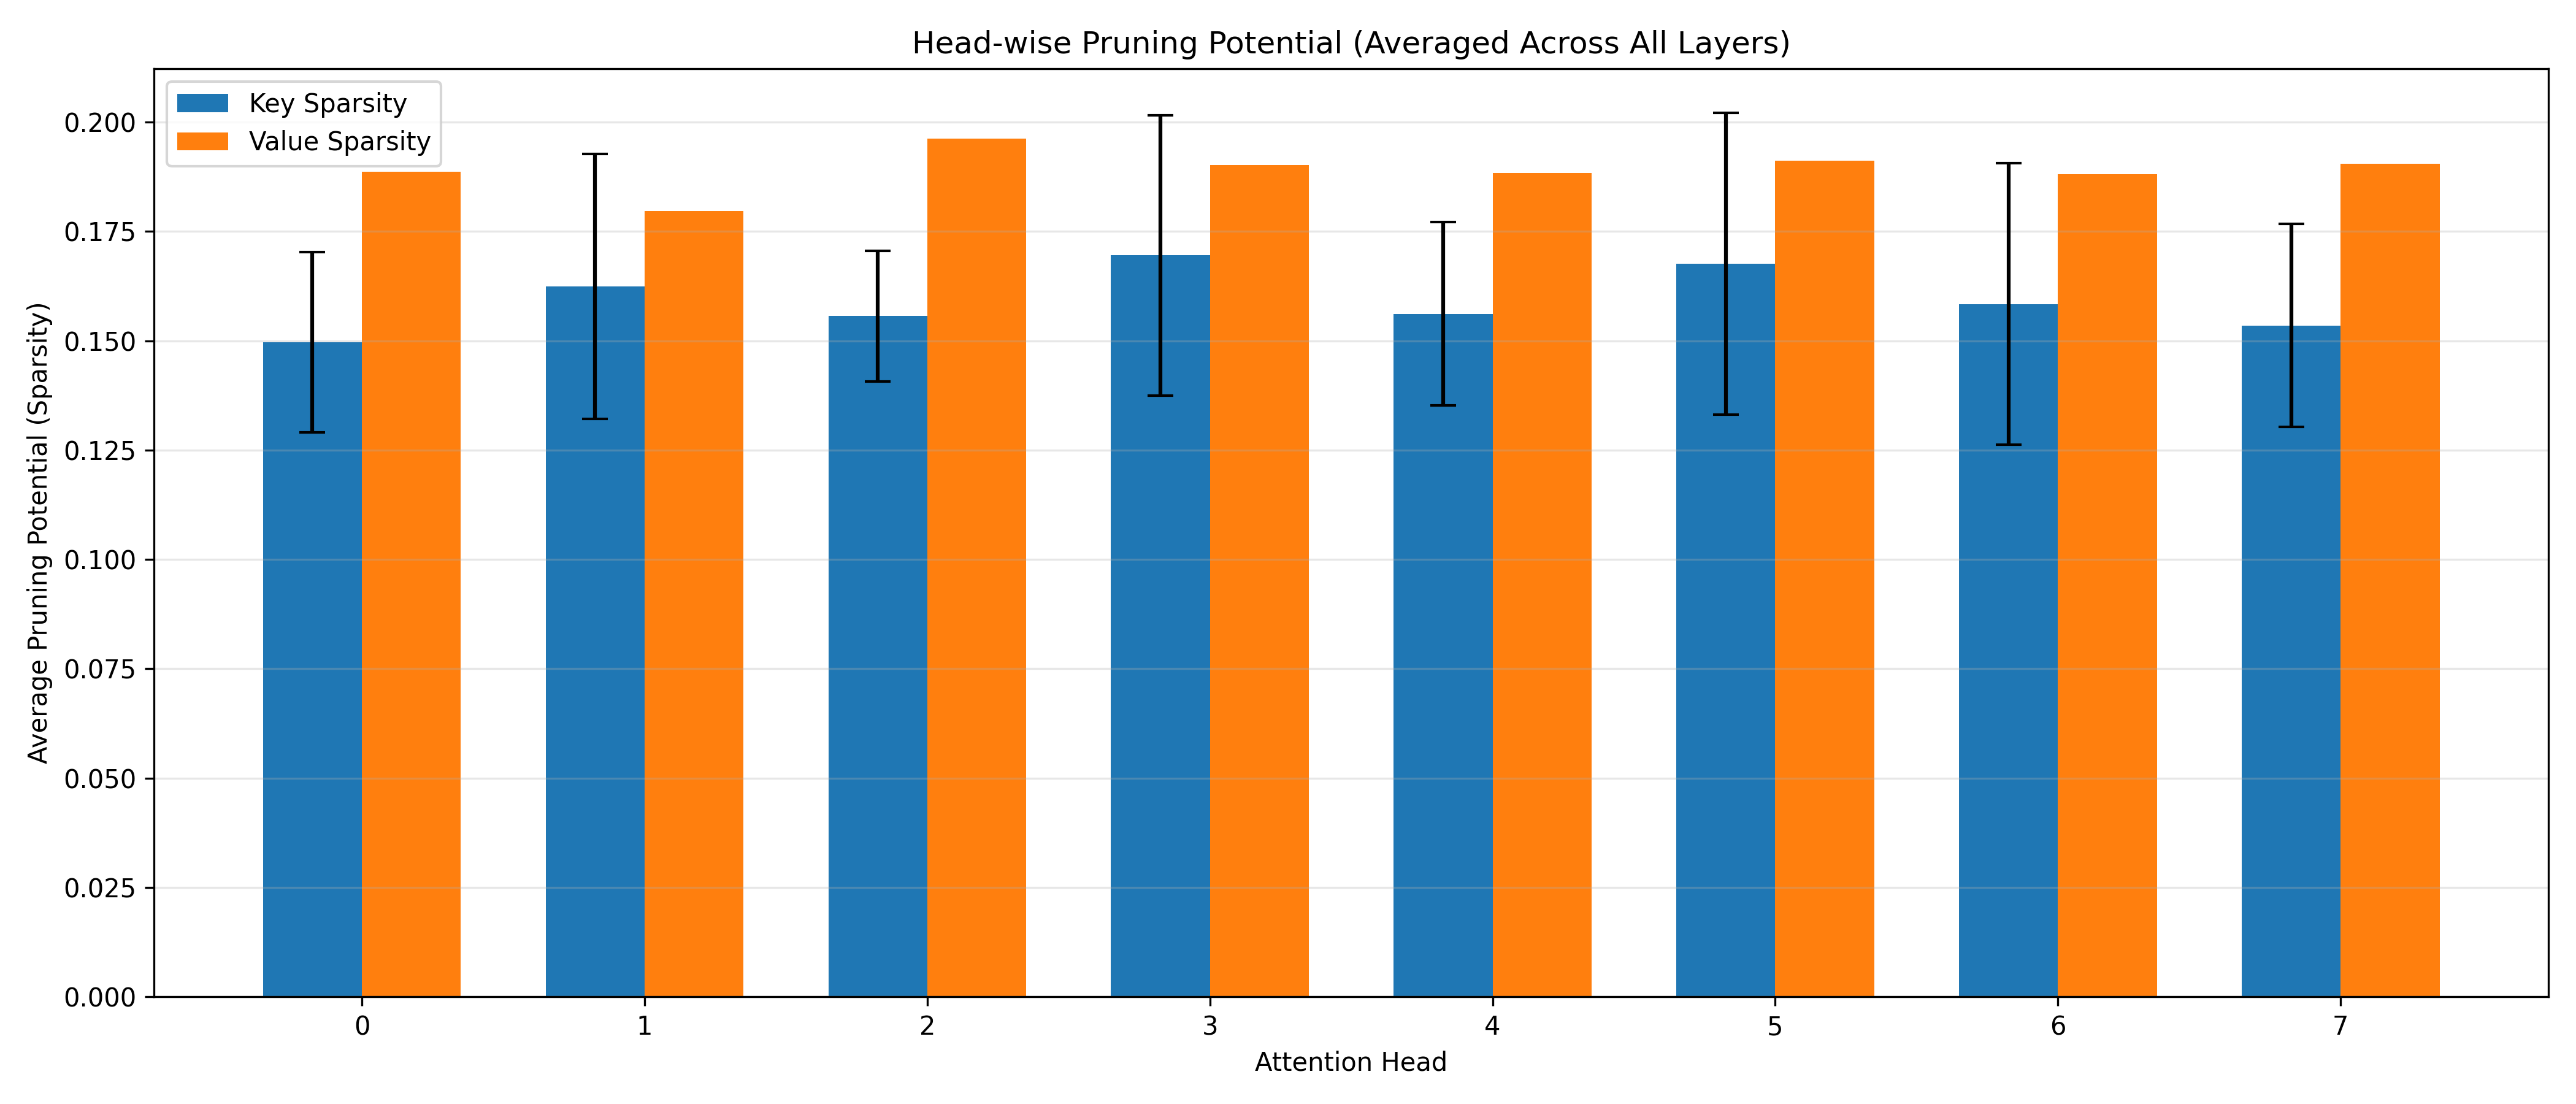 Head-wise Pruning Potential (Averaged Across All Layers)
Key Sparsity
Value Sparsity
Average Pruning Potential (Sparsity)
0.200
0.175
0.150
0.125
0.100
0.075
0.050
0.025
0.000
0 1 2 3 4 5 6 7
Attention Head